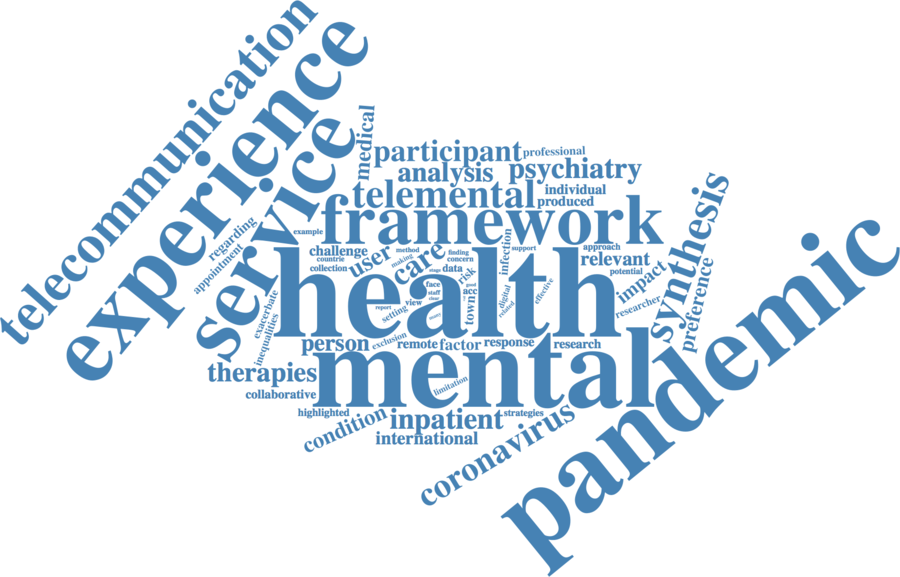 telecommunication
experience
service
medical
participant
professional
analysis
psychiatry
telemental
individual
produced
framework
synthesis
pandemic
regarding
appointment
example
challenge
countrie
collection
user
method
making
care
finding
concern
data
stage
support
infection
approach
relevant
potential
impact
researcher
preference
health
risk
good
face
staff
clear
acc
town
digital
related
effective
view
setting
report
exacerbate
inequalities
person
exclusion
remote
factor
response
research
mental
limitation
therapies
collaborative
highlighted
condition
inpatient
strategies
international
coronavirus